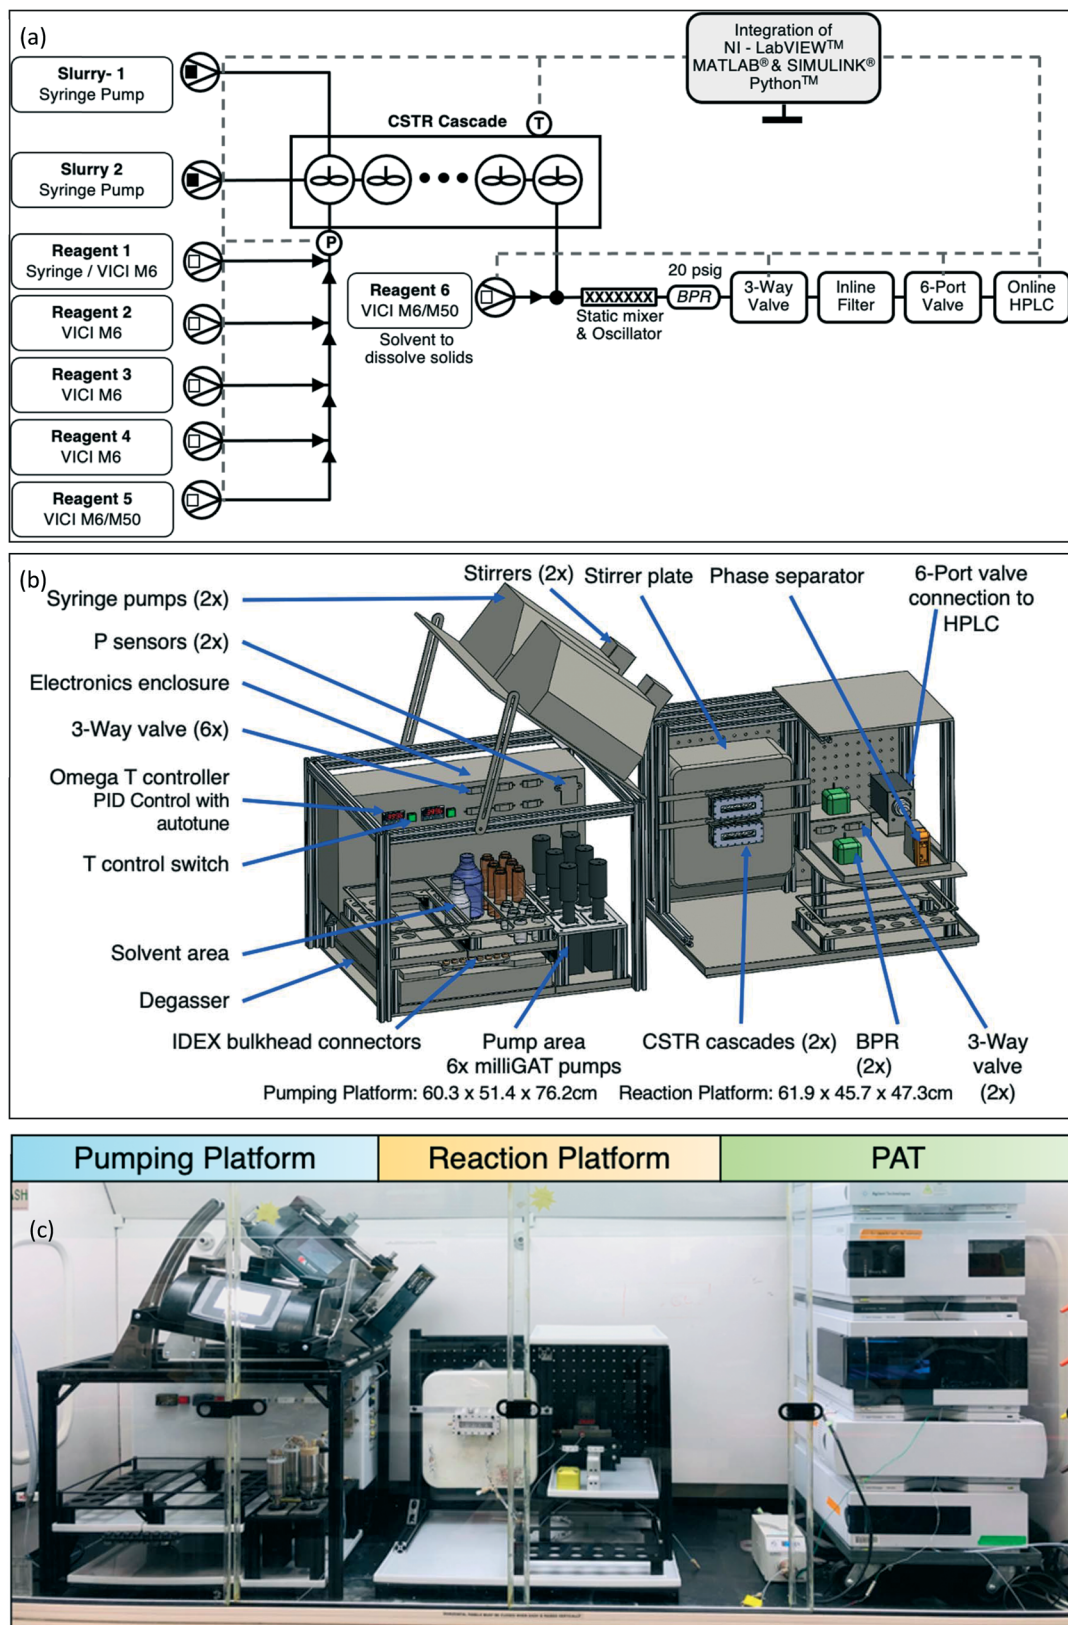 (a)
Slurry- 1
Syringe Pump
Slurry 2
Syringe Pump
Reagent 1
Syringe / VICI M6
Reagent 2
VICI M6
Reagent 3
VICI M6
Reagent 4
VICI M6
Reagent 5
VICI M6/M50
CSTR Cascade
T
P
Integration of
NI - LabVIEW™
MATLAB® & SIMULINK®
Python™
Reagent 6
VICI M6/M50
Solvent to
dissolve solids
XXXXXXX
Static mixer
& Oscillator
20 psig
BPR
3-Way
Valve
Inline
Filter
6-Port
Valve
Online
HPLC
(b)
Syringe pumps (2x)
P sensors (2x)
Electronics enclosure
3-Way valve (6x)
Omega T controller
PID Control with
autotune
T control switch
Solvent area
Degasser
Stirrers (2x)
Stirrer plate
Phase separator
6-Port valve
connection to
HPLC
IDEX bulkhead connectors
Pump area
6x milliGAT pumps
CSTR cascades (2x)
BPR
(2x)
3-Way
valve
(2x)
Pumping Platform: 60.3 x 51.4 x 76.2cm
Reaction Platform: 61.9 x 45.7 x 47.3cm
Pumping Platform
Reaction Platform
PAT
(c)
Agilent Technologies